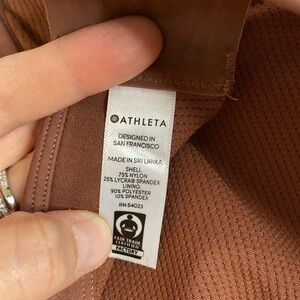 ATHLETA
DESIGNED IN
SAN FRANCISCO
MADE IN SRI LANKA
SHELL
75% NYLON
25% LYCRA® SPANDEX
LINING:
90% POLYESTER
10% SPANDEX
RN 54023
FAIR TRADE
CERTIFIED
FACTORY